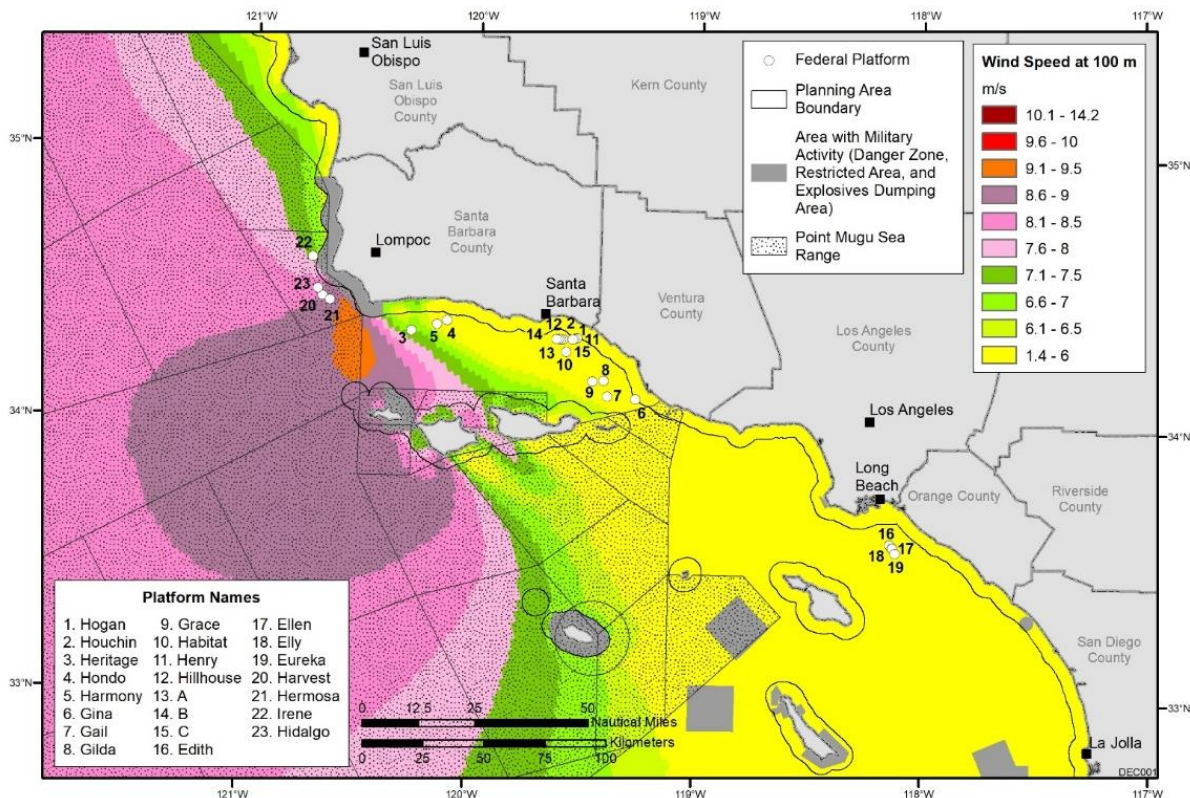 121°W
120°W
119°W
118°W
117°W
San Luis
Obispo
San Luis
Obispo
County
Kern County
35°N
35°N
Federal Platform
Planning Area
Boundary
Area with Military
Activity (Danger Zone,
Restricted Area, and
Explosives Dumping
Area)
Point Mugu Sea
Range
Wind Speed at 100 m
m/s
10.1 - 14.2
9.6 - 10
9.1 - 9.5
8.6 - 9
8.1 - 8.5
7.6 - 8
7.1 - 7.5
6.6 - 7
6.1 - 6.5
1.4 - 6
Santa
Barbara
County
Lompoc
22
23
20
21
Santa
Barbara
Ventura
County
Los Angeles
County
3
5
4
12
2
1
14
11
13
15
10
8
9
7
6
34°N
34°N
Los Angeles
Long
Beach
Orange County
Riverside
County
16
17
18
19
San Diego
County
33°N
33°N
La Jolla
Platform Names
1. Hogan
2. Houchin
3. Heritage
4. Hondo
5. Harmony
6. Gina
7. Gail
8. Gilda
9. Grace
10. Habitat
11. Henry
12. Hillhouse
13. A
14. B
15. C
16. Edith
17. Ellen
18. Elly
19. Eureka
20. Harvest
21. Hermosa
22. Irene
23. Hidalgo
0 12.5 25 50
Nautical Miles
Kilometers
0 25 50 75 100
DEC001
121°W
120°W
119°W
118°W
117°W